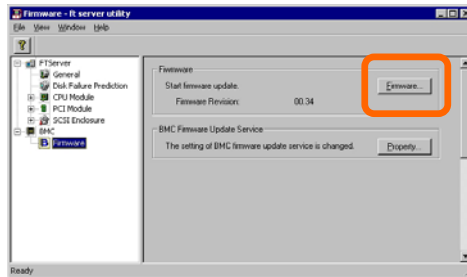 Firmware - ft server utility
File View Window Help
FTServer
General
Disk Failure Prediction
CPU Module
PCI Module
SCSI Enclosure
BMC
Firmware
Firmware
Start firmware update.
Firmware...
Firmware Revision: 00.34
BMC Firmware Update Service
The setting of BMC firmware update service is changed.
Property...
Ready